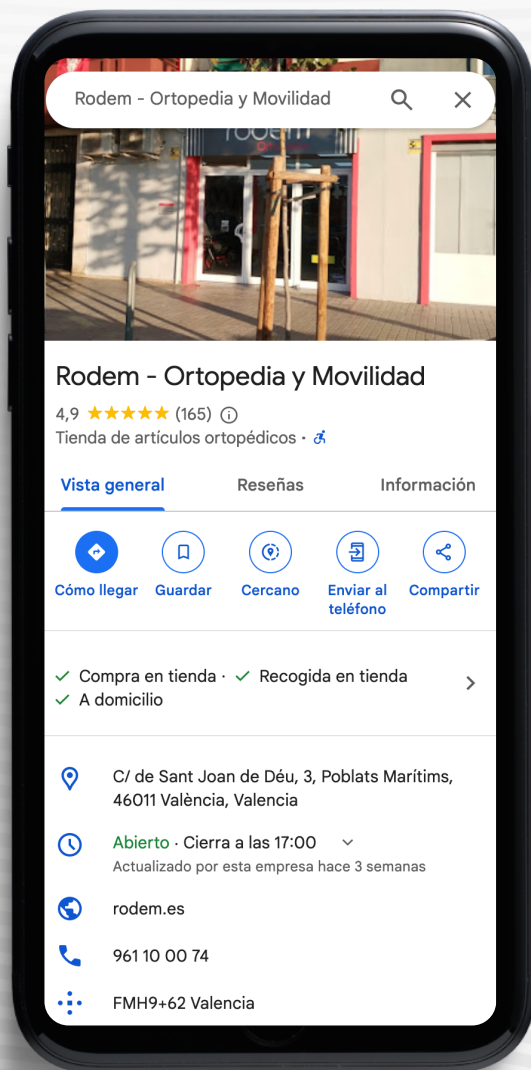 Rodem - Ortopedia y Movilidad
rodem
Rodem - Ortopedia y Movilidad
4,9 (165)
Tienda de artículos ortopédicos ·
Vista general Reseñas Información
Cómo llegar Guardar Cercano Enviar al teléfono Compartir
Compra en tienda · Recogida en tienda
A domicilio
C/ de Sant Joan de Déu, 3, Poblats Marítims,
46011 València, Valencia
Abierto · Cierra a las 17:00
Actualizado por esta empresa hace 3 semanas
rodem.es
961 10 00 74
FMH9+62 Valencia